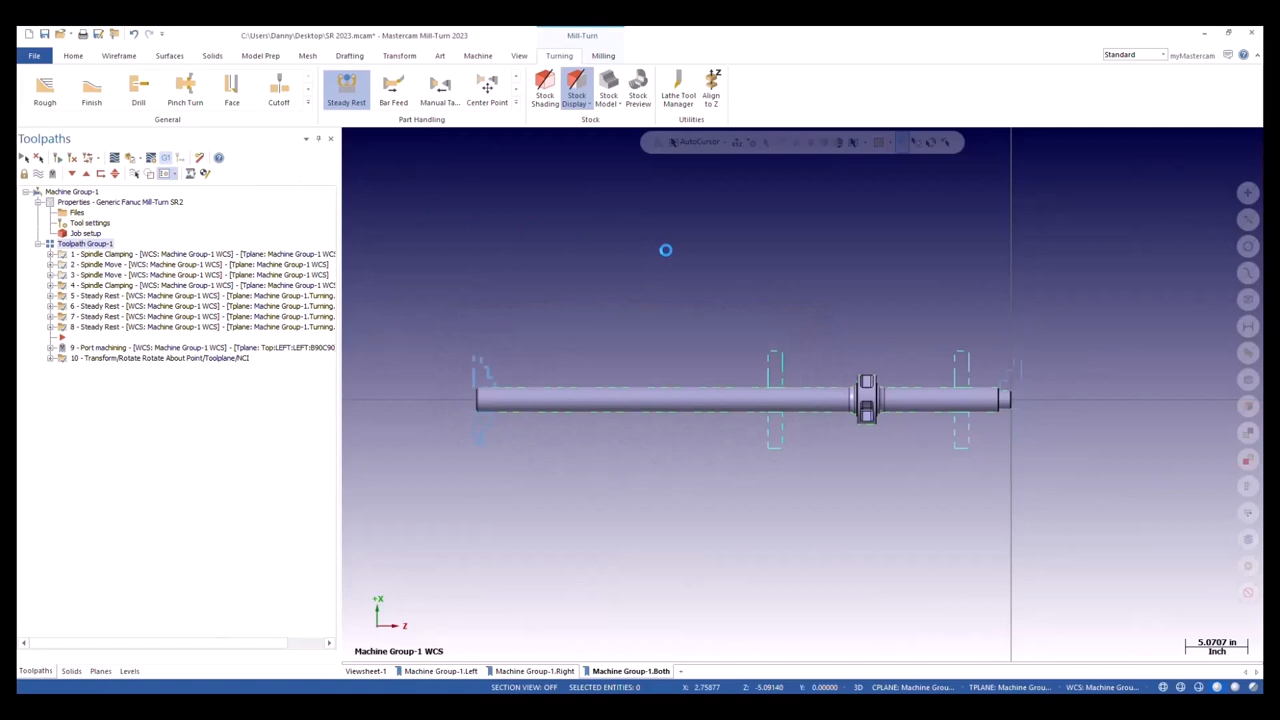 C:\Users\Danny\Desktop\SR 2023.mcam* - Mastercam Mill-Turn 2023
Mill-Turn
File Home Wireframe Surfaces Solids Model Prep Mesh Drafting Transform Art Machine View Turning Milling
Standard myMastercam
Rough Finish Drill Pinch Turn Face Cutoff Steady Rest Bar Feed Manual Ta... Center Point Stock Shading Stock Display Stock Model Stock Preview Lathe Tool Manager Align to Z
General Part Handling Stock Utilities
Toolpaths
AutoCursor
G1
Machine Group-1
Properties - Generic Fanuc Mill-Turn SR2
Files
Tool settings
Job setup
Toolpath Group-1
1 - Spindle Clamping - [WCS: Machine Group-1 WCS] - [Tplane: Machine Group-1
2 - Spindle Move - [WCS: Machine Group-1 WCS] - [Tplane: Machine Group-1 WCS]
3 - Spindle Move - [WCS: Machine Group-1 WCS] - [Tplane: Machine Group-1 WCS]
4 - Spindle Clamping - [WCS: Machine Group-1 WCS] - [Tplane: Machine Group-1
5 - Steady Rest - [WCS: Machine Group-1 WCS] - [Tplane: Machine Group-1.Turning.
6 - Steady Rest - [WCS: Machine Group-1 WCS] - [Tplane: Machine Group-1.Turning.
7 - Steady Rest - [WCS: Machine Group-1 WCS] - [Tplane: Machine Group-1.Turning.
8 - Steady Rest - [WCS: Machine Group-1 WCS] - [Tplane: Machine Group-1.Turning.
9 - Port machining - [WCS: Machine Group-1 WCS] - [Tplane: Top:LEFT:LEFT:B90C90
10 - Transform/Rotate Rotate About Point/Toolplane/NCI
+X
Z
Machine Group-1 WCS
5.0707 in
Inch
Toolpaths Solids Planes Levels
Viewsheet-1 Machine Group-1.Left Machine Group-1.Right Machine Group-1.Both +
SECTION VIEW: OFF SELECTED ENTITIES: 0 X: 2.75877 Z: -5.09140 Y: 0.00000 3D CPLANE: Machine Grou... TPLANE: Machine Grou... WCS: Machine Grou...